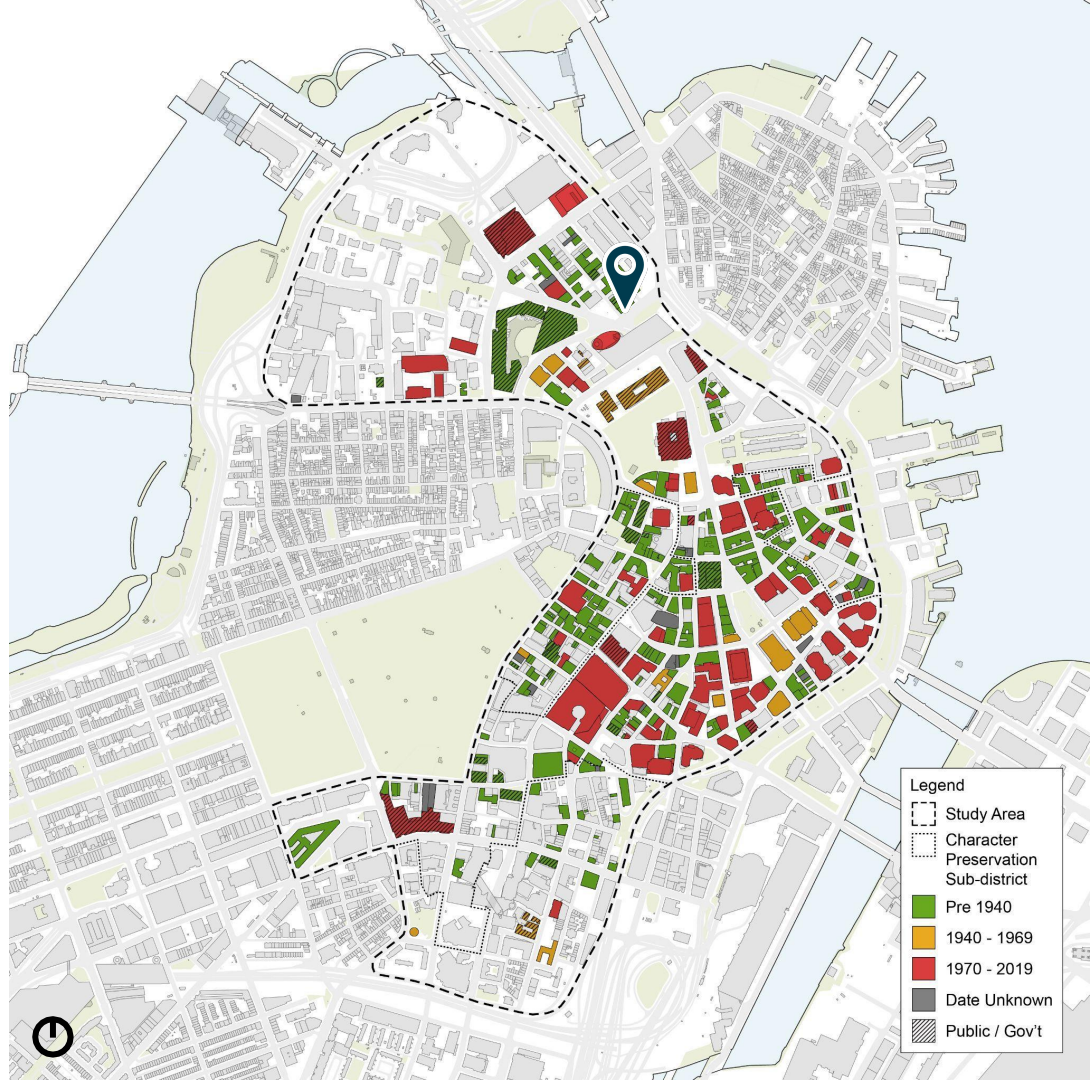 Legend
Study Area
Character
Preservation
Sub-district
Pre 1940
1940 - 1969
1970 - 2019
Date Unknown
Public / Gov't